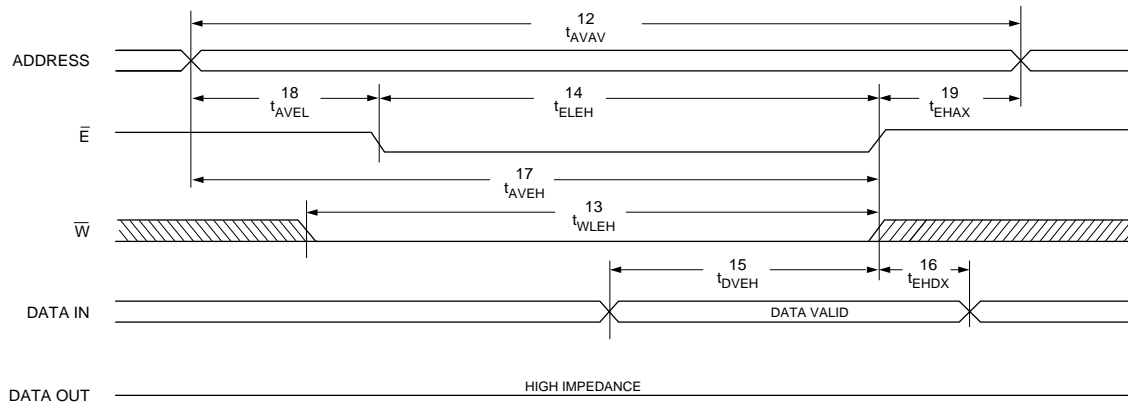 12
tAVAV
ADDRESS
18
tAVEL
14
tELEH
19
tEHAX
E̅
17
tAVEH
13
tWLEH
W̅
15
tDVEH
16
tEHDX
DATA IN
DATA VALID
DATA OUT
HIGH IMPEDANCE